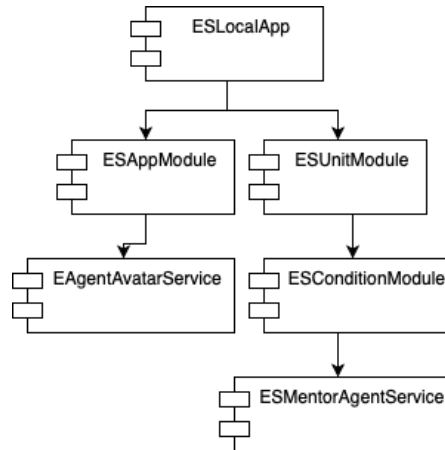 ESLocalApp
ESAppModule
ESUnitModule
EAgentAvatarService
ESConditionModule
ESMentorAgentService